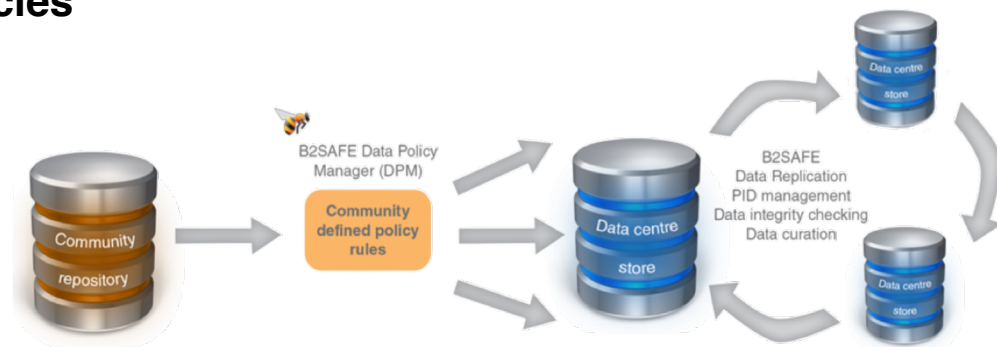 cies
Community
repository
B2SAFE Data Policy
Manager (DPM)
Community
defined policy
rules
Data centre
store
Data centre
store
B2SAFE
Data Replication
PID management
Data integrity checking
Data curation
Data centre
store